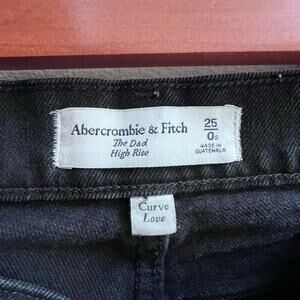 Abercrombie & Fitch
The Dad
High Rise
25
0s
MADE IN
GUATEMALA
Curve
Love